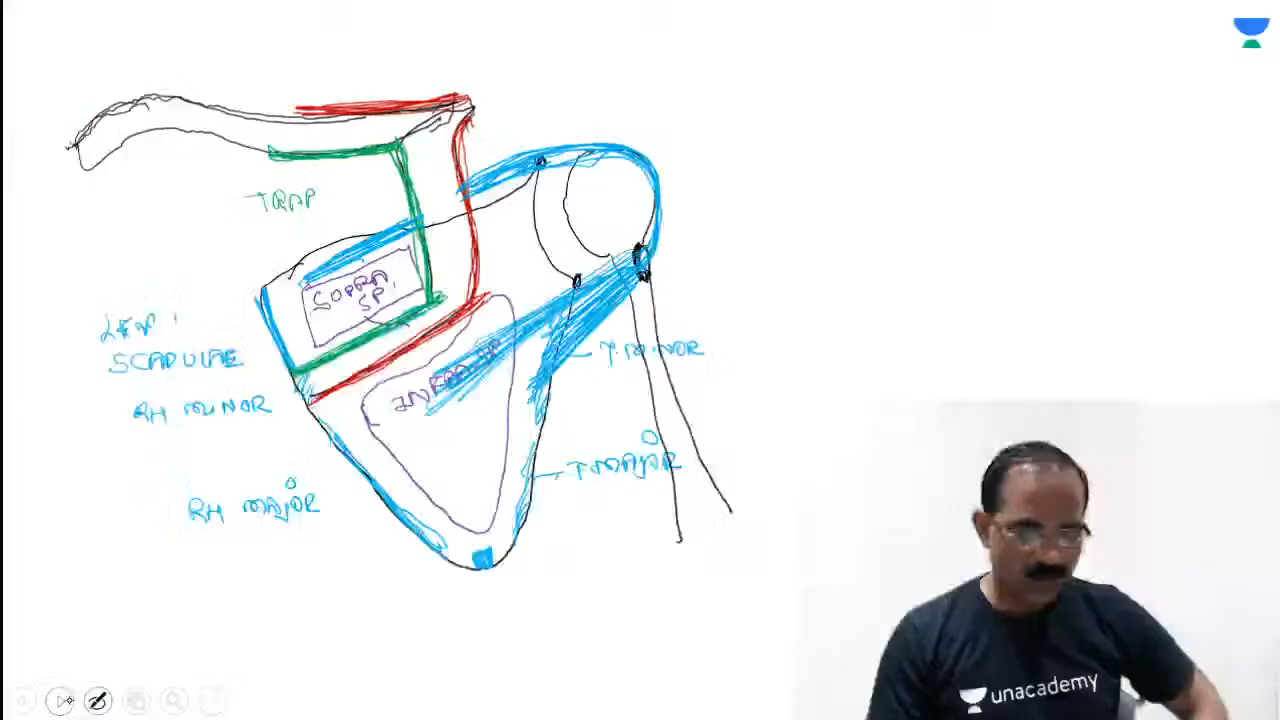 TRAP
SUPRA
SP.
LEV.
SCAPULAE
RH MINOR
RH MAJOR
INFRA SP
T. MINOR
T MAJOR
unacademy